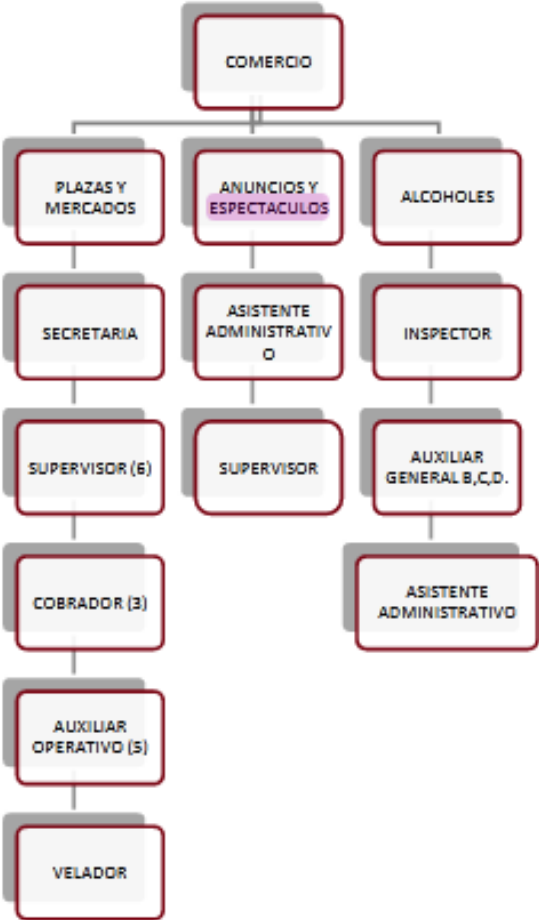 COMERCIO
PLAZAS Y
MERCADOS
ANUNCIOS Y
ESPECTACULOS
ALCOHOLES
SECRETARIA
ASISTENTE
ADMINISTRATIV
O
INSPECTOR
SUPERVISOR (6)
SUPERVISOR
AUXILIAR
GENERAL B,C,D.
COBRADOR (3)
ASISTENTE
ADMINISTRATIVO
AUXILIAR
OPERATIVO (5)
VELADOR